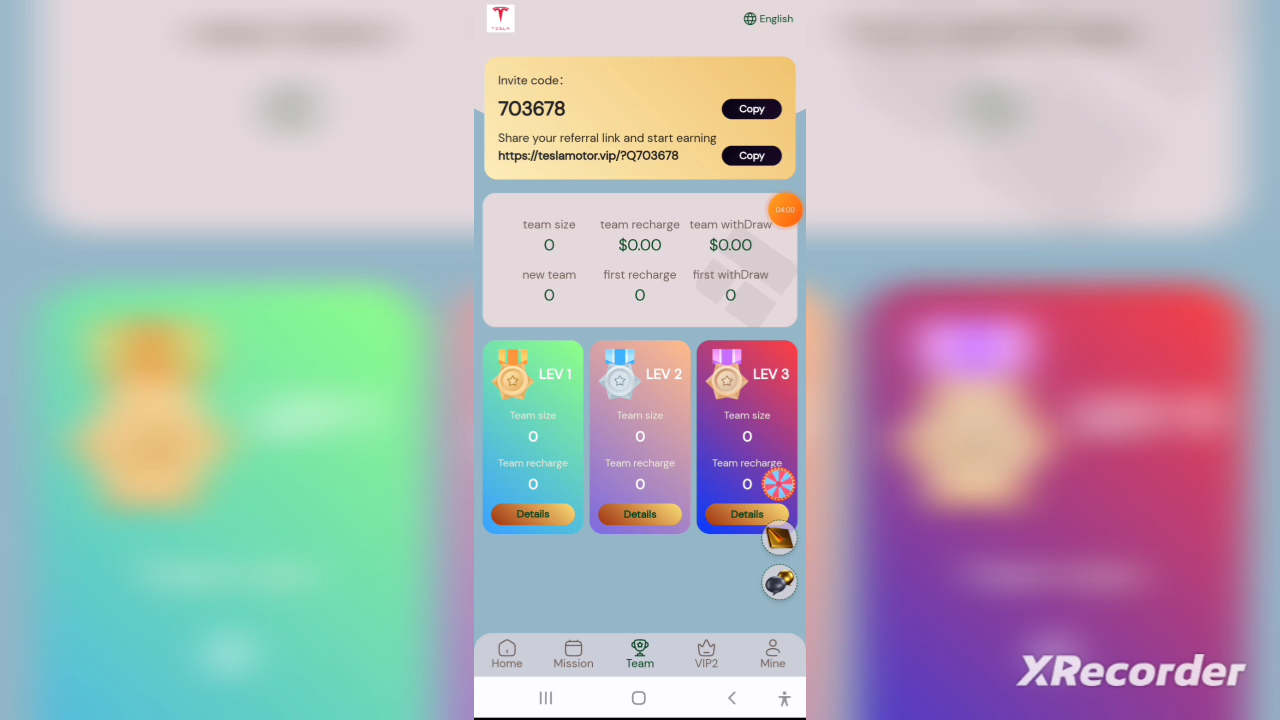 TESLA
English
Invite code:
703678
Copy
Share your referral link and start earning
https://teslamotor.vip/?Q703678
Copy
04:00
team size team recharge team withDraw
0 $0.00 $0.00
new team first recharge first withDraw
0 0 0
LEV 1 LEV 2 LEV 3
Team size Team size Team size
0 0 0
Team recharge Team recharge Team recharge
0 0 0
Details Details Details
Home Mission Team VIP2 Mine
XRecorder